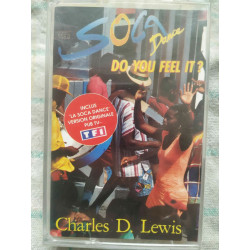 SOCA
Dance
DO YOU FEEL IT?
INCLUS
"LA SOCA DANCE"
VERSION ORIGINALE
PUB TV
TF1
Charles D. Lewis